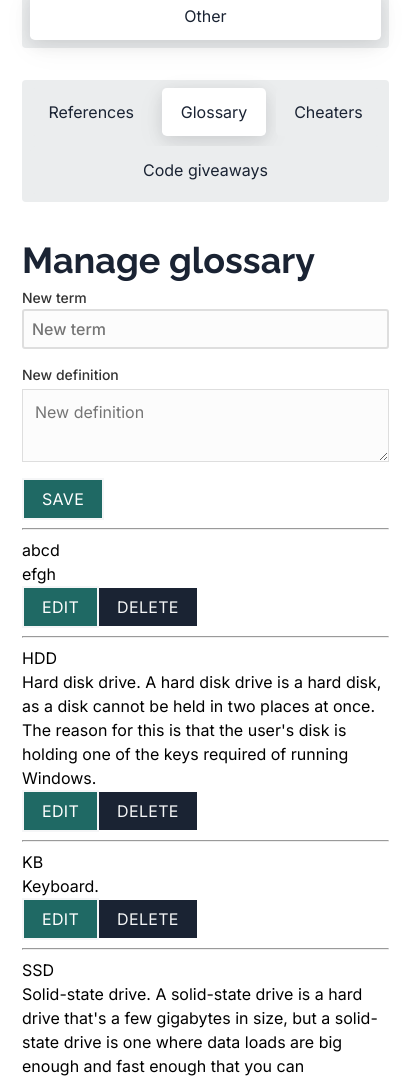 Other
References
Glossary
Cheaters
Code giveaways
Manage glossary
New term
New term
New definition
New definition
SAVE
abcd
efgh
EDIT
DELETE
HDD
Hard disk drive. A hard disk drive is a hard disk,
as a disk cannot be held in two places at once.
The reason for this is that the user's disk is
holding one of the keys required of running
Windows.
EDIT
DELETE
KB
Keyboard.
EDIT
DELETE
SSD
Solid-state drive. A solid-state drive is a hard
drive that's a few gigabytes in size, but a solid-
state drive is one where data loads are big
enough and fast enough that you can